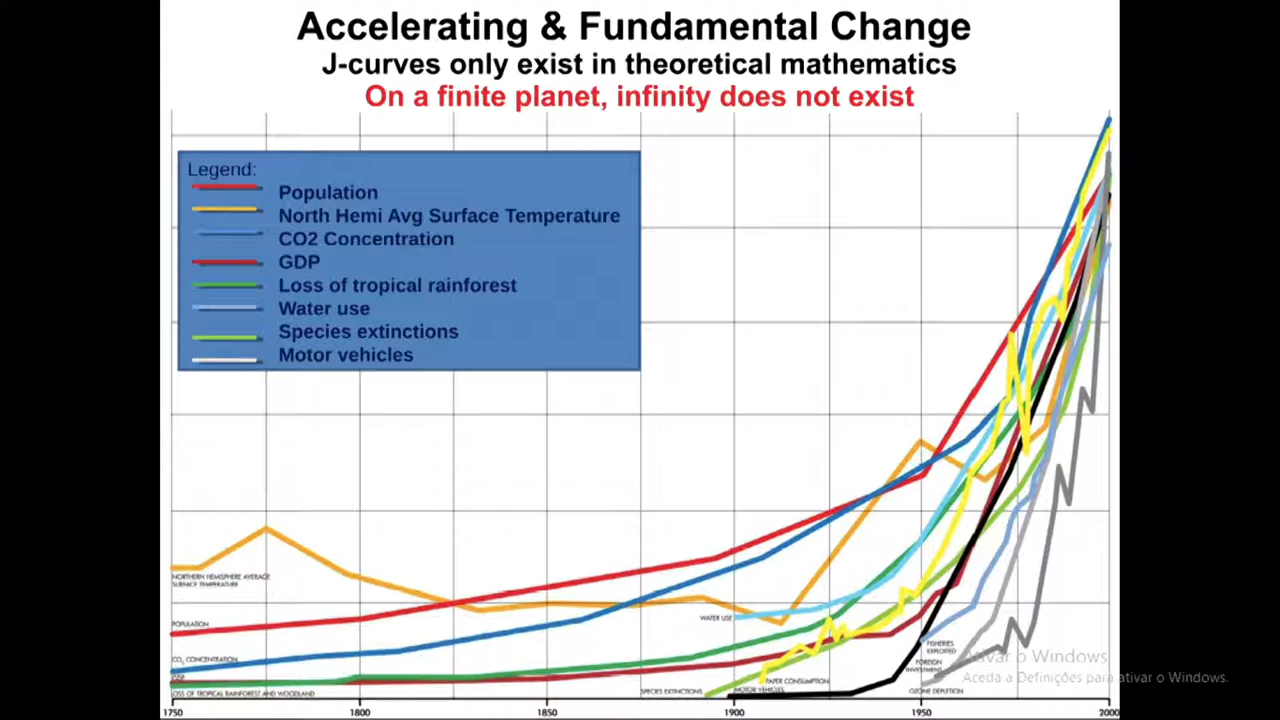 Accelerating & Fundamental Change
J-curves only exist in theoretical mathematics
On a finite planet, infinity does not exist
Legend:
Population
North Hemi Avg Surface Temperature
CO2 Concentration
GDP
Loss of tropical rainforest
Water use
Species extinctions
Motor vehicles
NORTHERN HEMISPHERE AVERAGE
SURFACE TEMPERATURE
POPULATION
CO2 CONCENTRATION
GDP
LOSS OF TROPICAL RAINFOREST AND WOODLAND
WATER USE
SPECIES EXTINCTIONS
PAPER CONSUMPTION
MOTOR VEHICLES
FISHERIES
EXPLOITED
FOREIGN
INVESTMENT
OZONE DEPLETION
Ativar o Windows
Aceda a Definições para ativar o Windows.
1750 1800 1850 1900 1950 2000